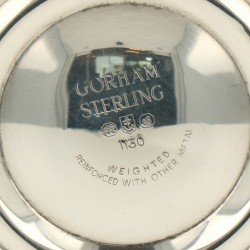 GORHAM
STERLING
1130
WEIGHTED
REINFORCED WITH OTHER METAL